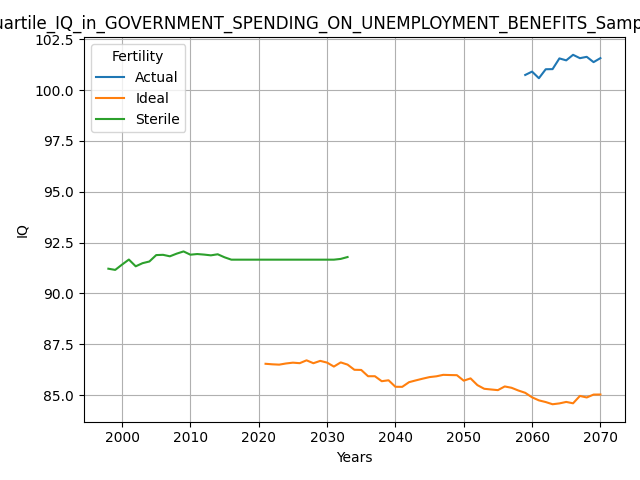 uartile_IQ_in_GOVERNMENT_SPENDING_ON_UNEMPLOYMENT_BENEFITS_Samp
102.5
100.0
97.5
95.0
92.5
90.0
87.5
85.0
IQ
Fertility
Actual
Ideal
Sterile
2000 2010 2020 2030 2040 2050 2060 2070
Years